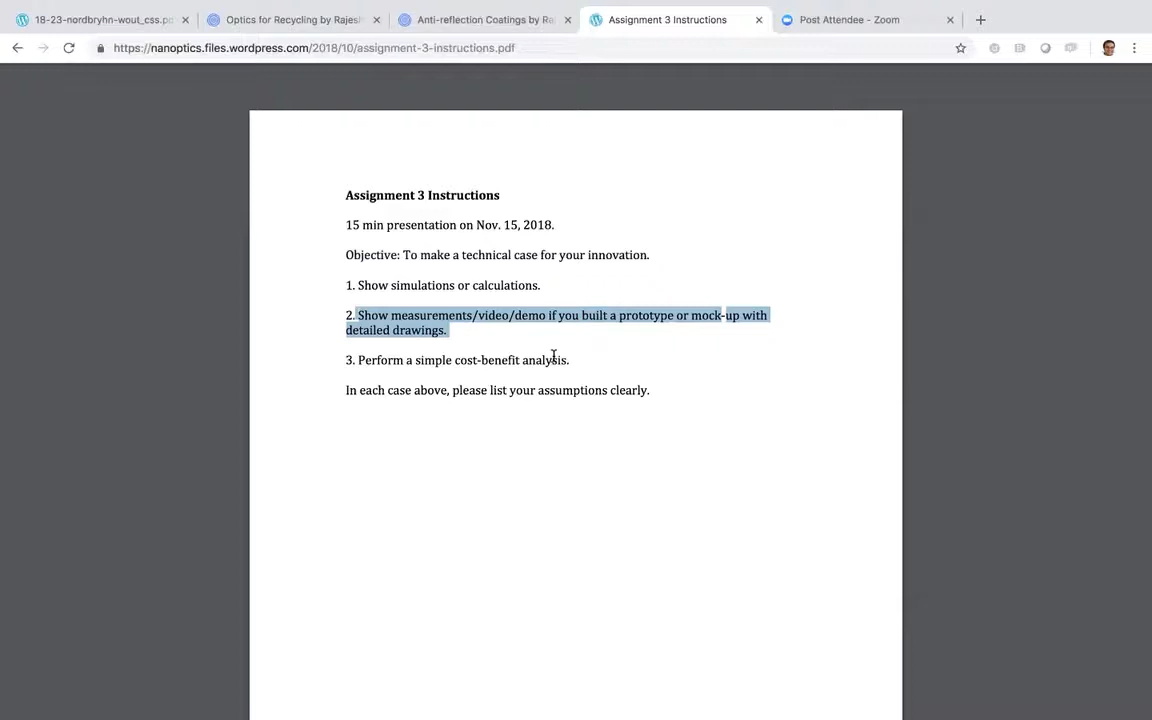 18-23-nordbryhn-wout_css.pc
Optics for Recycling by Rajesh
Anti-reflection Coatings by Ra
Assignment 3 Instructions
Post Attendee - Zoom
https://nanoptics.files.wordpress.com/2018/10/assignment-3-instructions.pdf
Assignment 3 Instructions
15 min presentation on Nov. 15, 2018.
Objective: To make a technical case for your innovation.
1. Show simulations or calculations.
2. Show measurements/video/demo if you built a prototype or mock-up with
detailed drawings.
3. Perform a simple cost-benefit analysis.
In each case above, please list your assumptions clearly.